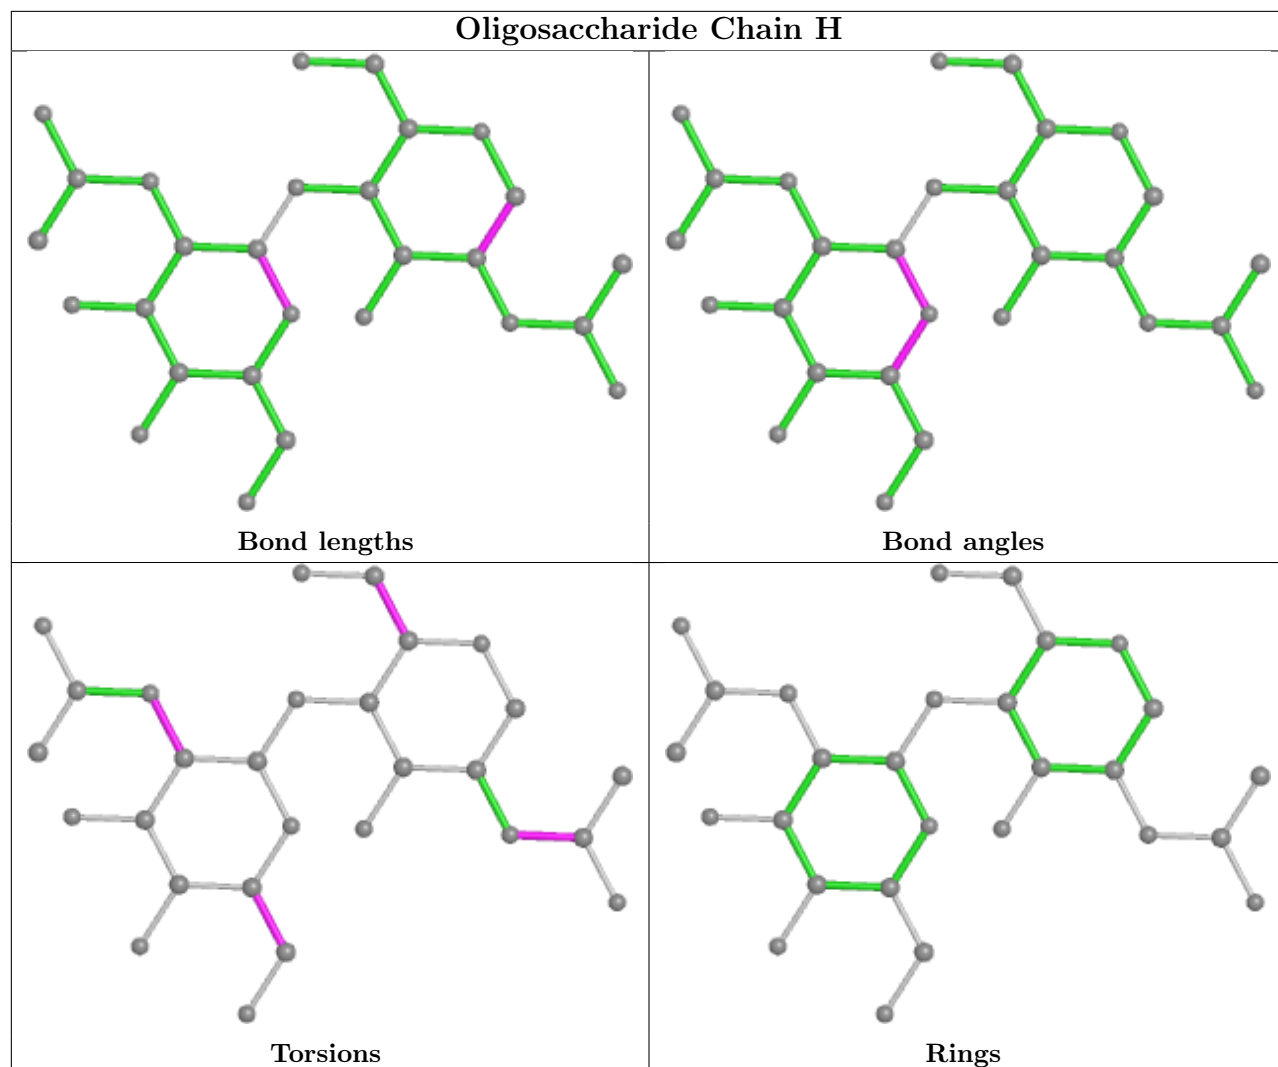 Oligosaccharide Chain H
Bond lengths
Bond angles
Torsions
Rings